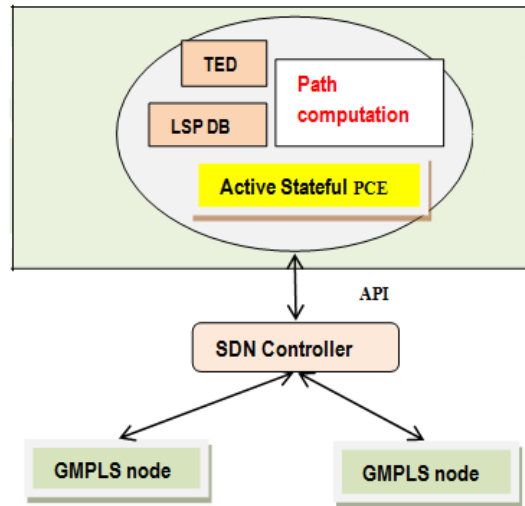 TED
Path
computation
LSP DB
Active Stateful PCE
API
SDN Controller
GMPLS node
GMPLS node